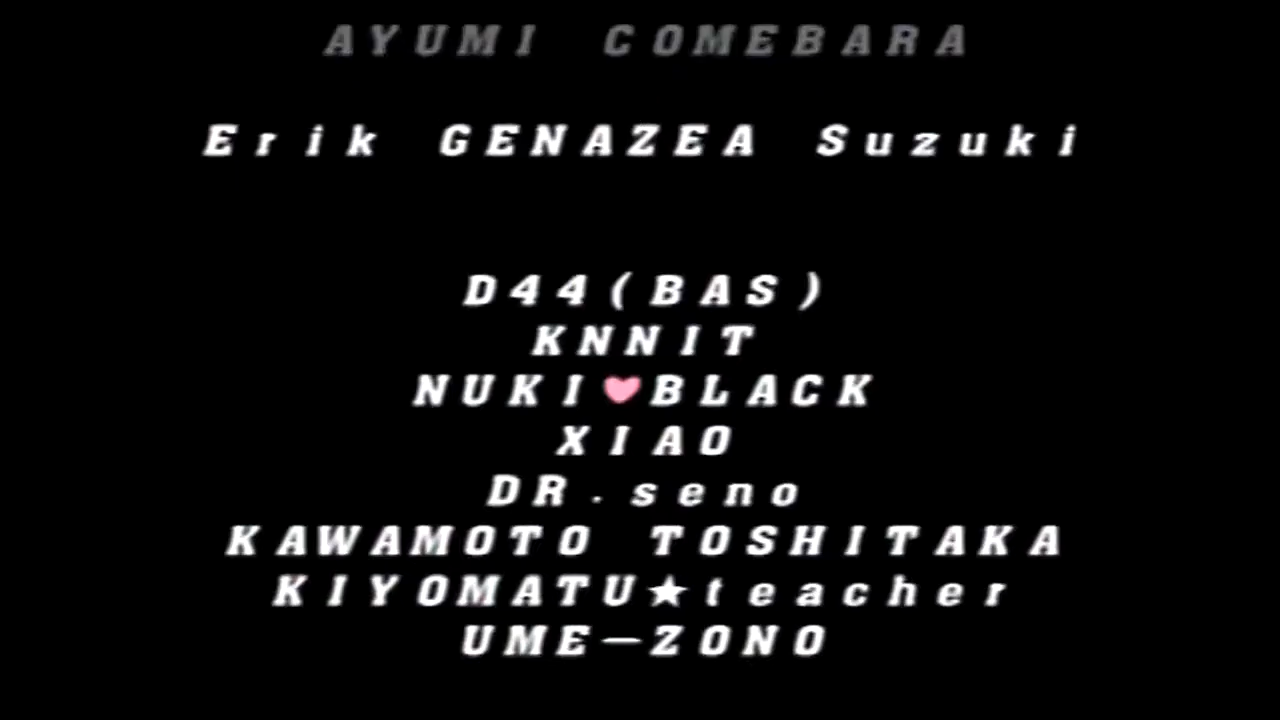 AYUMI COMEBARA
Erik GENAZEA Suzuki
D44(BAS)
KNNIT
NUKI♥BLACK
XIAO
DR.seno
KAWAMOTO TOSHITAKA
KIYOMATU★teacher
UME−ZONO